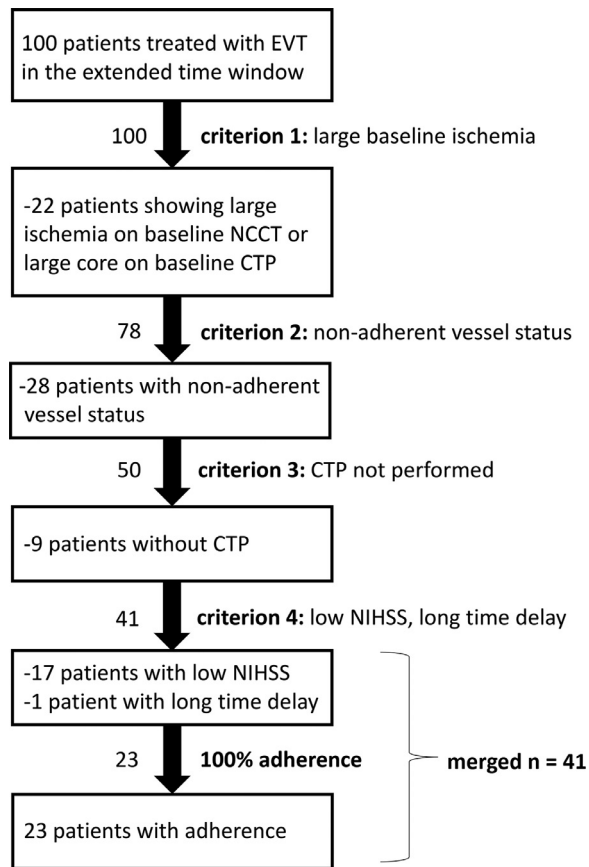 100 patients treated with EVT
in the extended time window
100 criterion 1: large baseline ischemia
-22 patients showing large
ischemia on baseline NCCT or
large core on baseline CTP
78 criterion 2: non-adherent vessel status
-28 patients with non-adherent
vessel status
50 criterion 3: CTP not performed
-9 patients without CTP
41 criterion 4: low NIHSS, long time delay
-17 patients with low NIHSS
-1 patient with long time delay
23 100% adherence
merged n = 41
23 patients with adherence